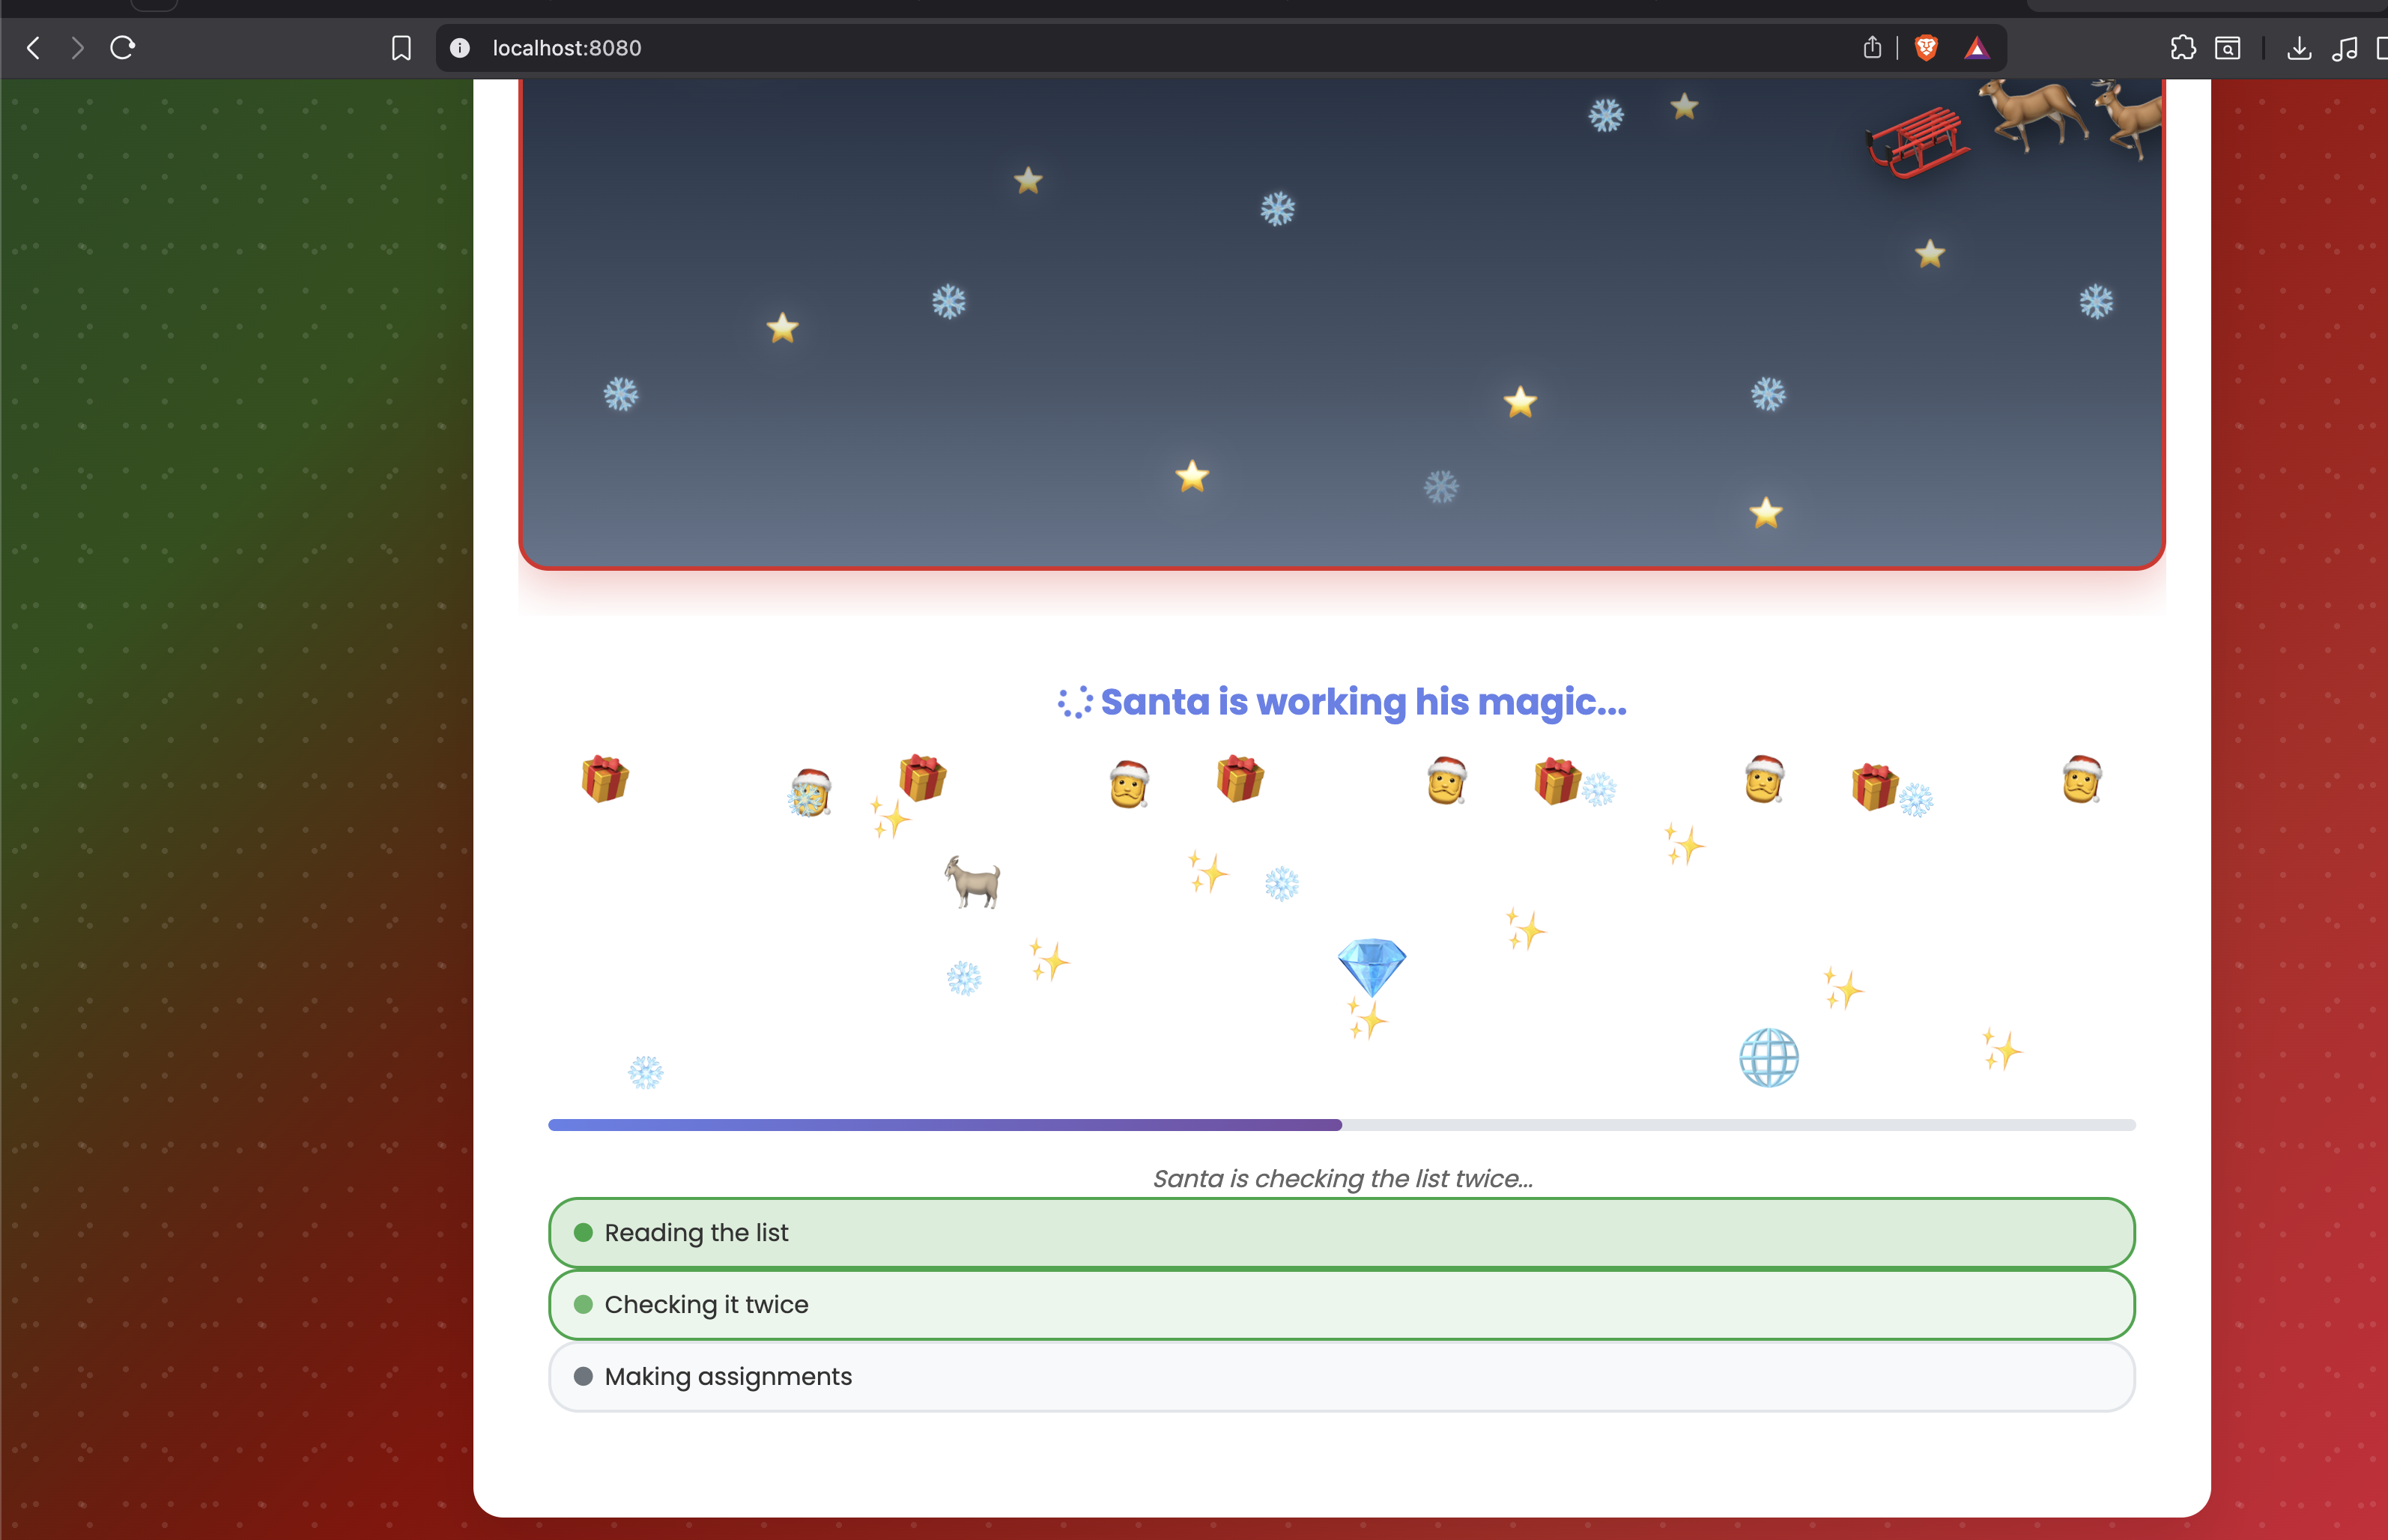 localhost:8080
Santa is working his magic...
Santa is checking the list twice...
Reading the list
Checking it twice
Making assignments